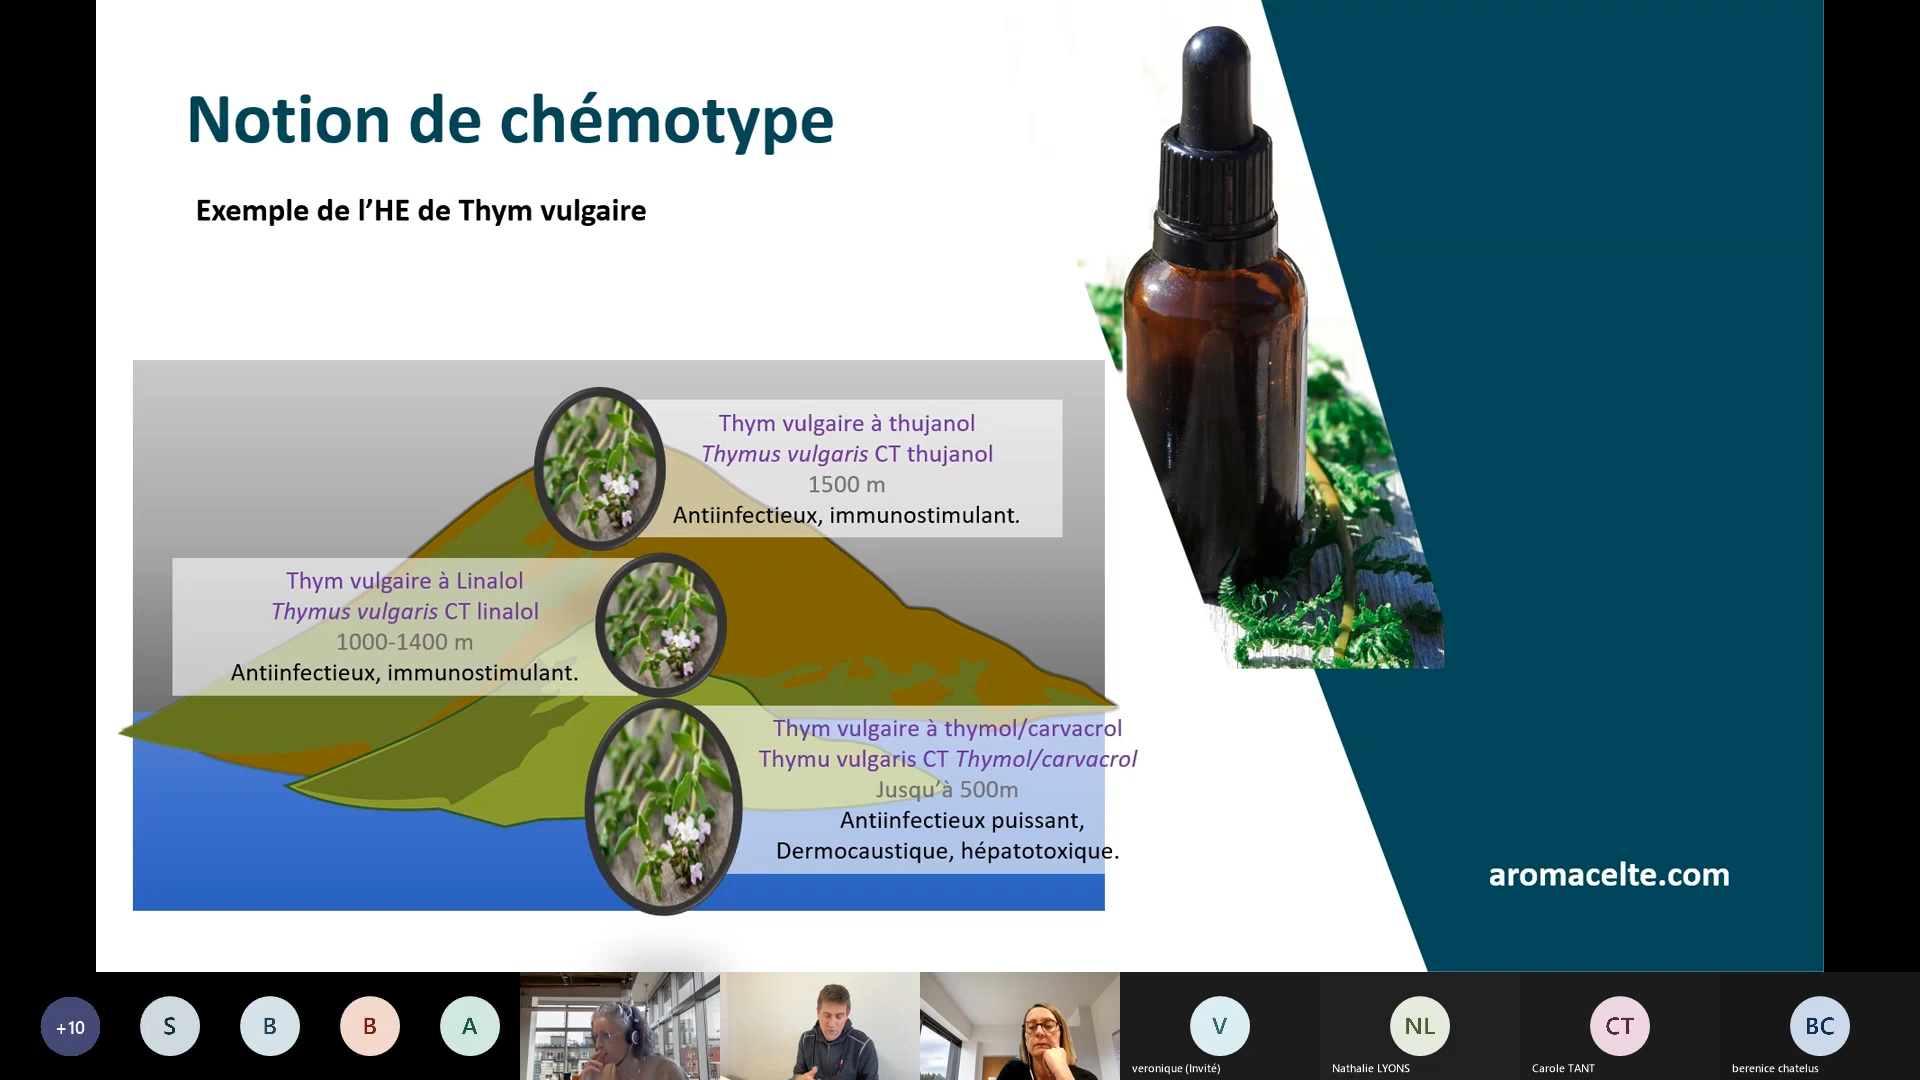 Notion de chémotype
Exemple de l’HE de Thym vulgaire
Thym vulgaire à thujanol
Thymus vulgaris CT thujanol
1500 m
Antiinfectieux, immunostimulant.
Thym vulgaire à Linalol
Thymus vulgaris CT linalol
1000-1400 m
Antiinfectieux, immunostimulant.
Thym vulgaire à thymol/carvacrol
Thymu vulgaris CT Thymol/carvacrol
Jusqu’à 500m
Antiinfectieux puissant,
Dermocaustique, hépatotoxique.
aromacelte.com
+10
S
B
B
A
V
NL
CT
BC
veronique (Invité)
Nathalie LYONS
Carole TANT
berenice chatelus